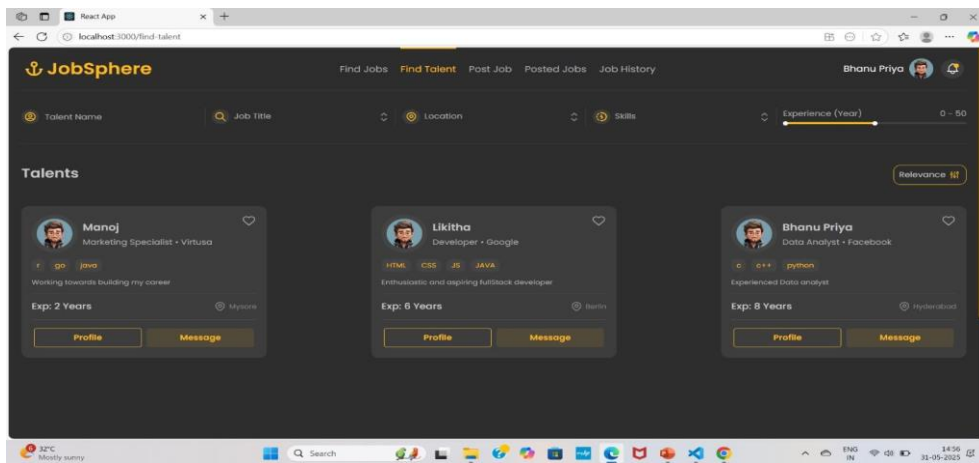 React App
localhost:3000/find-talent
JobSphere
Find Jobs Find Talent Post Job Posted Jobs Job History
Bhanu Priya
Talent Name
Job Title
Location
Skills
Experience (Year) 0 - 50
Talents
Relevance
Manoj
Marketing Specialist • Virtusa
r go java
Working towards building my career
Exp: 2 Years Mysore
Profile Message
Likitha
Developer • Google
HTML CSS JS JAVA
Enthusiastic and aspiring fullStack developer
Exp: 6 Years Berlin
Profile Message
Bhanu Priya
Data Analyst • Facebook
c c++ python
Experienced Data analyst
Exp: 8 Years Hyderabad
Profile Message
32°C
Mostly sunny
Search
ENG
IN
14:56
31-05-2025